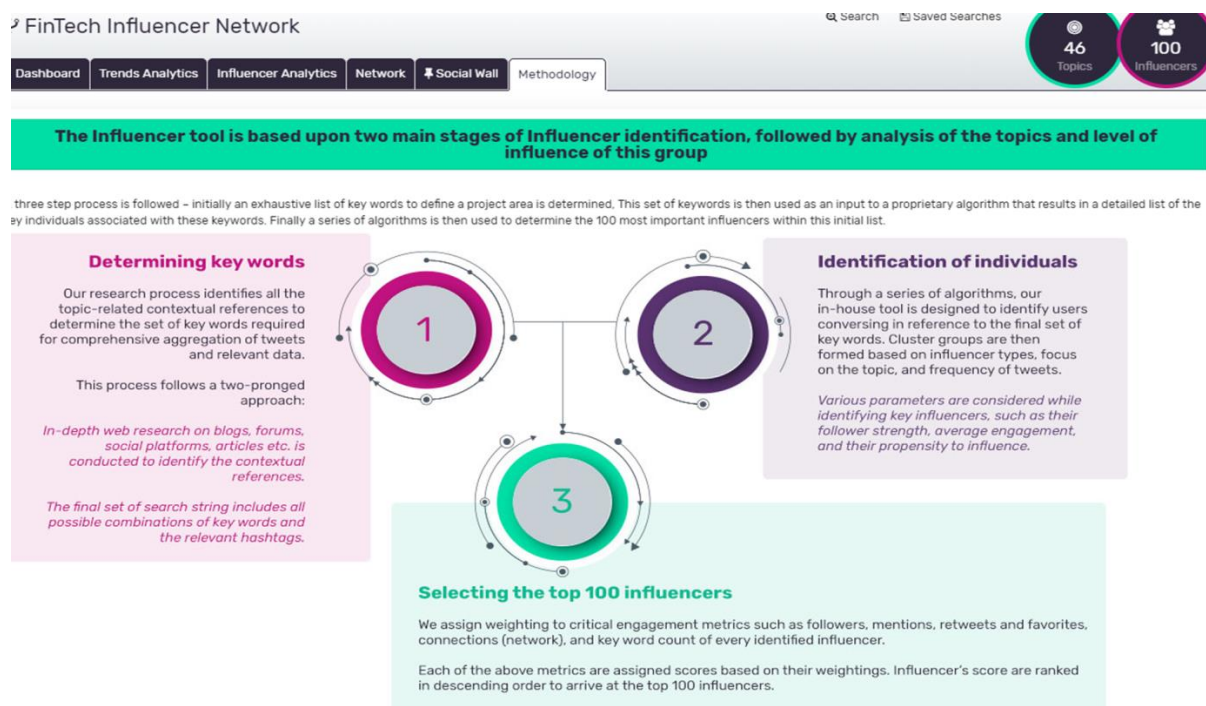 FinTech Influencer Network
Search
Saved Searches
46
Topics
100
Influencers
Dashboard
Trends Analytics
Influencer Analytics
Network
Social Wall
Methodology
The Influencer tool is based upon two main stages of Influencer identification, followed by analysis of the topics and level of
influence of this group
three step process is followed – initially an exhaustive list of key words to define a project area is determined, This set of keywords is then used as an input to a proprietary algorithm that results in a detailed list of the
ey individuals associated with these keywords. Finally a series of algorithms is then used to determine the 100 most important influencers within this initial list.
Determining key words
Our research process identifies all the
topic-related contextual references to
determine the set of key words required
for comprehensive aggregation of tweets
and relevant data.
This process follows a two-pronged
approach:
In-depth web research on blogs, forums,
social platforms, articles etc. is
conducted to identify the contextual
references.
The final set of search string includes all
possible combinations of key words and
the relevant hashtags.
1
2
Identification of individuals
Through a series of algorithms, our
in-house tool is designed to identify users
conversing in reference to the final set of
key words. Cluster groups are then
formed based on influencer types, focus
on the topic, and frequency of tweets.
Various parameters are considered while
identifying key influencers, such as their
follower strength, average engagement,
and their propensity to influence.
3
Selecting the top 100 influencers
We assign weighting to critical engagement metrics such as followers, mentions, retweets and favorites,
connections (network), and key word count of every identified influencer.
Each of the above metrics are assigned scores based on their weightings. Influencer's score are ranked
in descending order to arrive at the top 100 influencers.